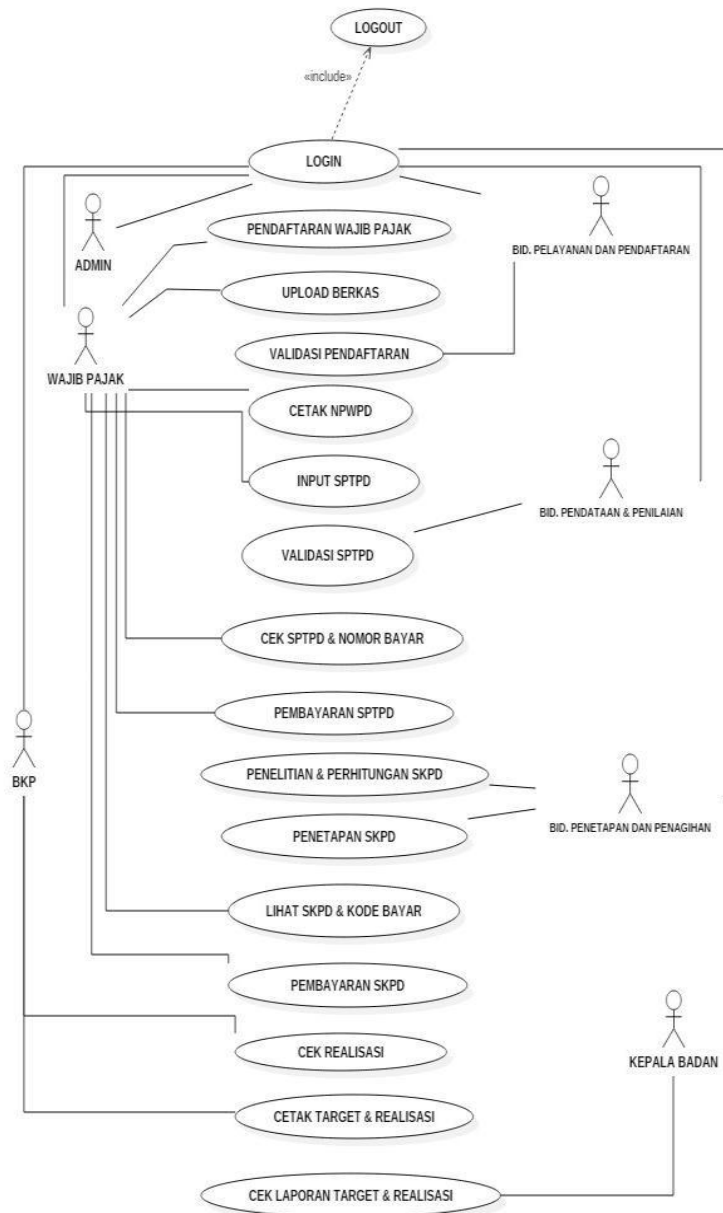 LOGOUT
«include»
LOGIN
ADMIN
PENDAFTARAN WAJIB PAJAK
BID. PELAYANAN DAN PENDAFTARAN
UPLOAD BERKAS
VALIDASI PENDAFTARAN
WAJIB PAJAK
CETAK NPWPD
INPUT SPTPD
BID. PENDATAAN & PENILAIAN
VALIDASI SPTPD
CEK SPTPD & NOMOR BAYAR
PEMBAYARAN SPTPD
BKP
PENELITIAN & PERHITUNGAN SKPD
PENETAPAN SKPD
BID. PENETAPAN DAN PENAGIHAN
LIHAT SKPD & KODE BAYAR
PEMBAYARAN SKPD
CEK REALISASI
KEPALA BADAN
CETAK TARGET & REALISASI
CEK LAPORAN TARGET & REALISASI